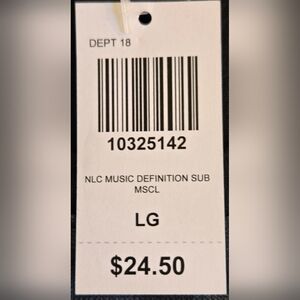 DEPT 18
10325142
NLC MUSIC DEFINITION SUB
MSCL
LG
$24.50